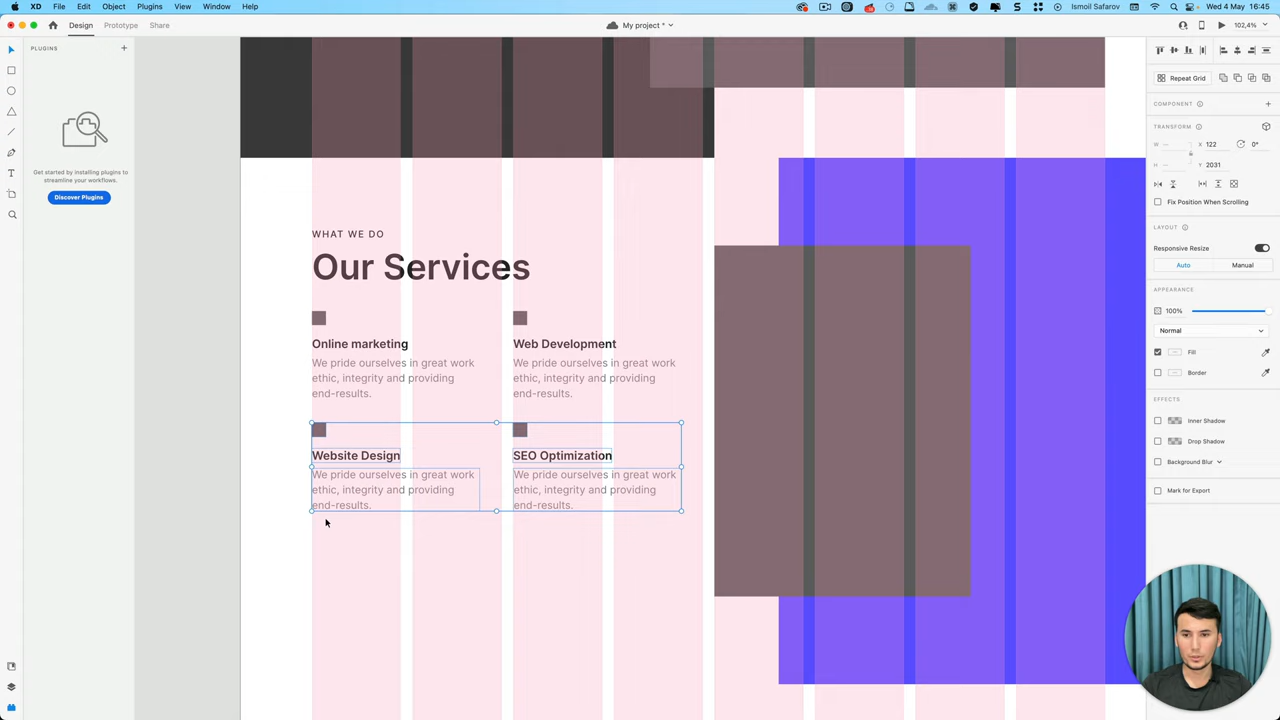 XD File Edit Object Plugins View Window Help
Ismoil Safarov
Wed 4 May 16:45
Design Prototype Share
My project *
102,4%
PLUGINS
Get started by installing plugins to
streamline your workflows.
Discover Plugins
WHAT WE DO
Our Services
Online marketing
We pride ourselves in great work
ethic, integrity and providing
end-results.
Web Development
We pride ourselves in great work
ethic, integrity and providing
end-results.
Website Design
We pride ourselves in great work
ethic, integrity and providing
end-results.
SEO Optimization
We pride ourselves in great work
ethic, integrity and providing
end-results.
Repeat Grid
COMPONENT
TRANSFORM
W X 122 0°
H Y 2031
Fix Position When Scrolling
LAYOUT
Responsive Resize
Auto Manual
APPEARANCE
100%
Normal
Fill
Border
EFFECTS
Inner Shadow
Drop Shadow
Background Blur
Mark for Export